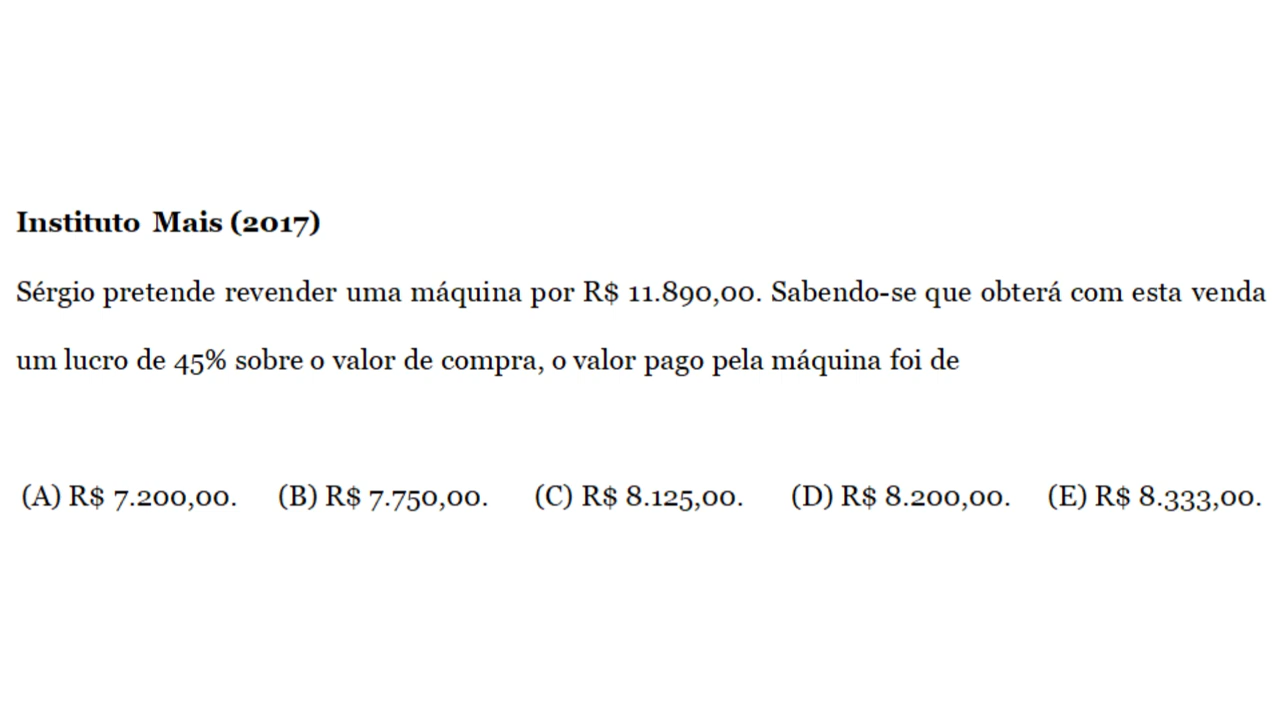 Instituto Mais (2017)
Sérgio pretende revender uma máquina por R$ 11.890,00. Sabendo-se que obterá com esta venda
um lucro de 45% sobre o valor de compra, o valor pago pela máquina foi de
(A) R$ 7.200,00. (B) R$ 7.750,00. (C) R$ 8.125,00. (D) R$ 8.200,00. (E) R$ 8.333,00.